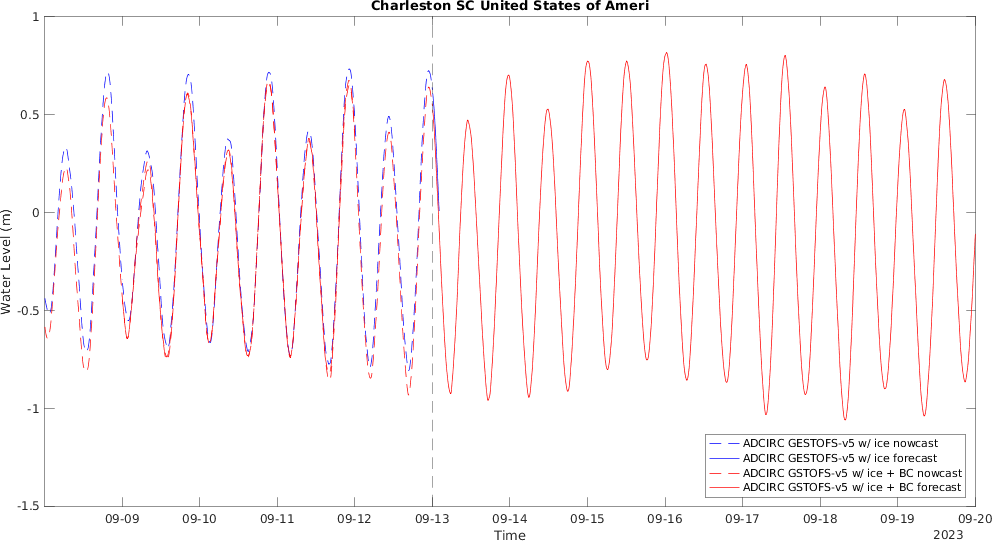 Charleston SC United States of Ameri
1
0.5
0
-0.5
-1
-1.5
Water Level (m)
ADCIRC GESTOFS-v5 w/ ice nowcast
ADCIRC GESTOFS-v5 w/ ice forecast
ADCIRC GSTOFS-v5 w/ ice + BC nowcast
ADCIRC GSTOFS-v5 w/ ice + BC forecast
09-09 09-10 09-11 09-12 09-13 09-14 09-15 09-16 09-17 09-18 09-19 09-20
Time
2023